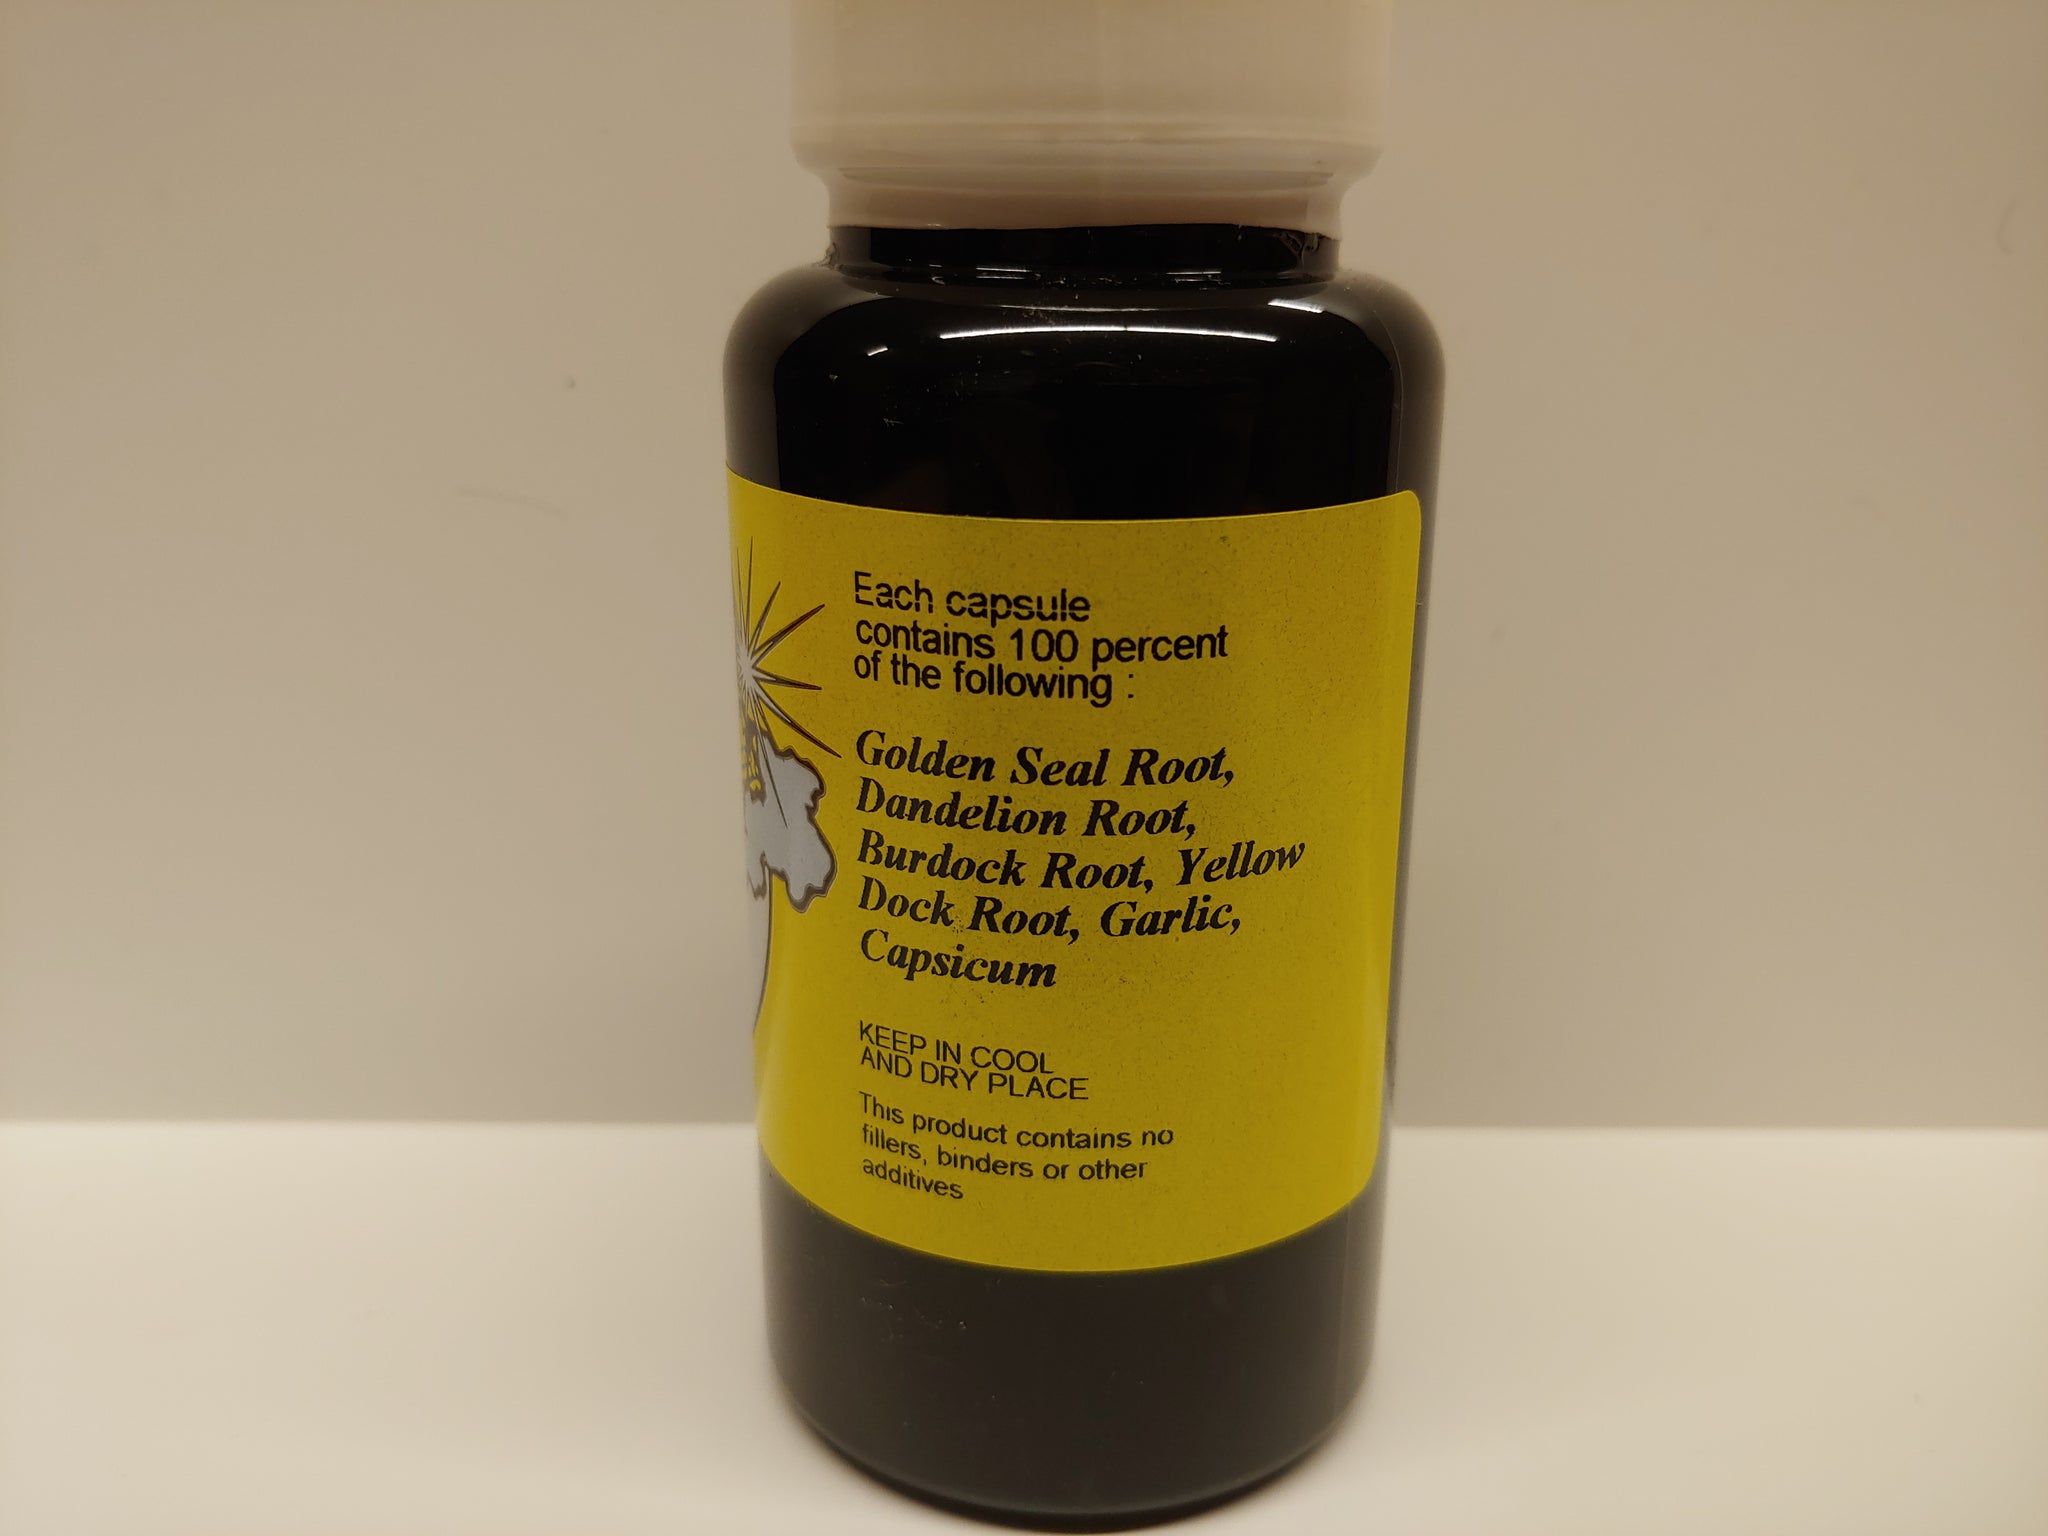 Each capsule
contains 100 percent
of the following :
Golden Seal Root,
Dandelion Root,
Burdock Root, Yellow
Dock Root, Garlic,
Capsicum
KEEP IN COOL
AND DRY PLACE
This product contains no
fillers, binders or other
additives